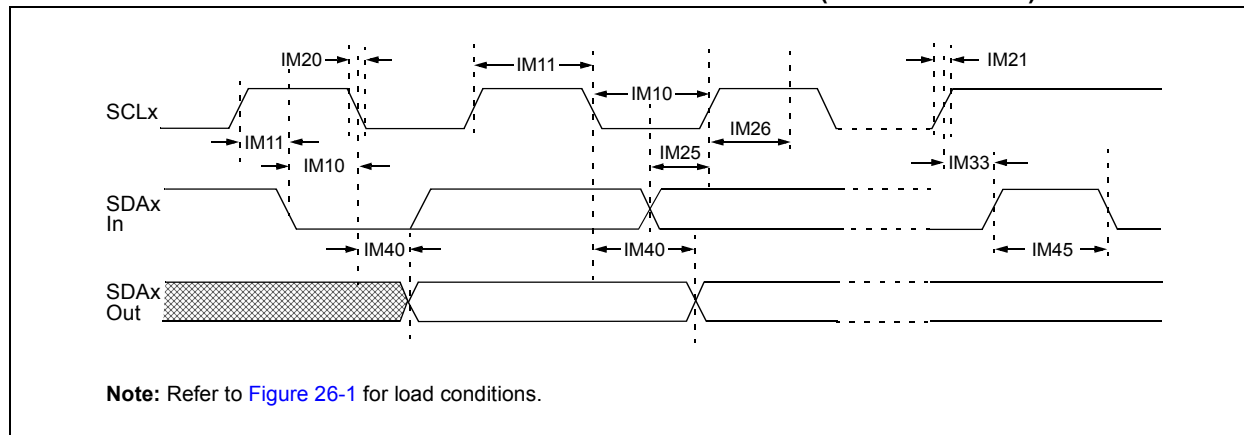 IM20
IM11
IM21
IM10
SCLx
IM11
IM26
IM10
IM25
IM33
SDAx
In
IM40
IM40
IM45
SDAx
Out
Note: Refer to Figure 26-1 for load conditions.